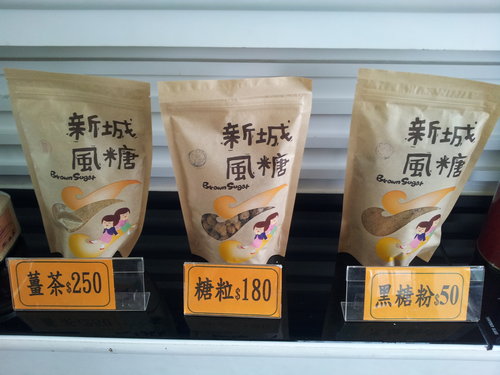 新城
風糖
Brown Sugar
新城
風糖
Brown Sugar
新城
風糖
Brown Sugar
薑茶$250
糖粒$180
黑糖粉$50